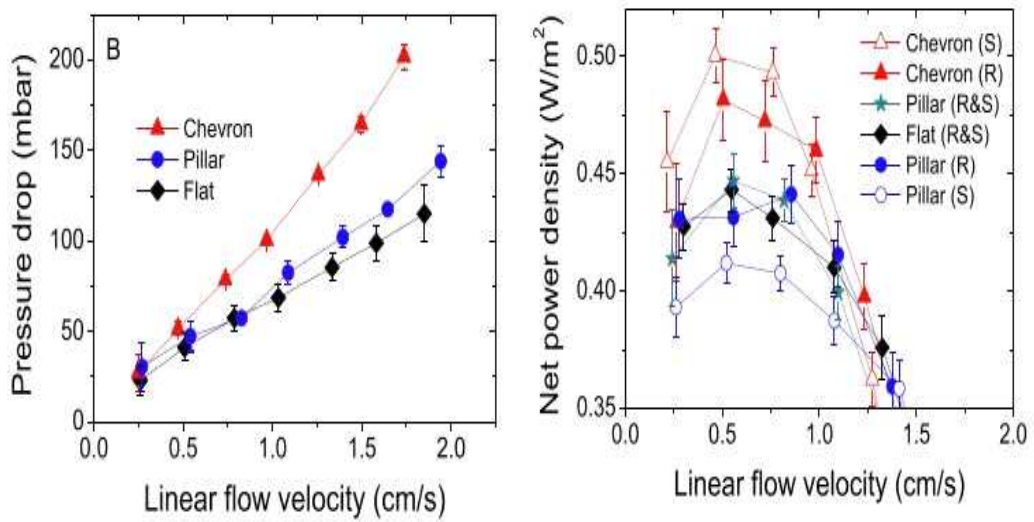 B
Pressure drop (mbar)
200
150
100
50
0
Chevron
Pillar
Flat
0.0 0.5 1.0 1.5 2.0
Linear flow velocity (cm/s)
Net power density (W/m²)
0.50
0.45
0.40
0.35
Chevron (S)
Chevron (R)
Pillar (R&S)
Flat (R&S)
Pillar (R)
Pillar (S)
0.0 0.5 1.0 1.5 2.0
Linear flow velocity (cm/s)